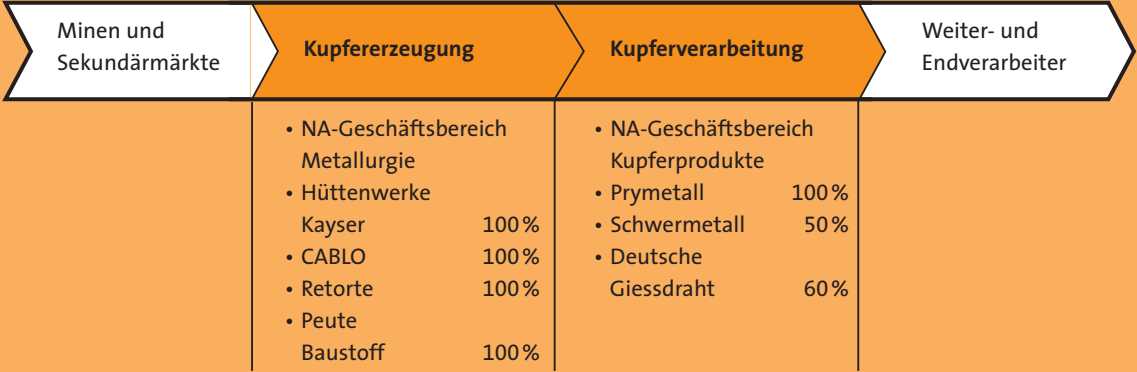 Minen und
Sekundärmärkte
Kupfererzeugung
Kupferverarbeitung
Weiter- und
Endverarbeiter
• NA-Geschäftsbereich
Metallurgie
• Hüttenwerke
Kayser 100 %
• CABLO 100 %
• Retorte 100 %
• Peute
Baustoff 100 %
• NA-Geschäftsbereich
Kupferprodukte
• Prymetall 100 %
• Schwermetall 50 %
• Deutsche
Giessdraht 60 %